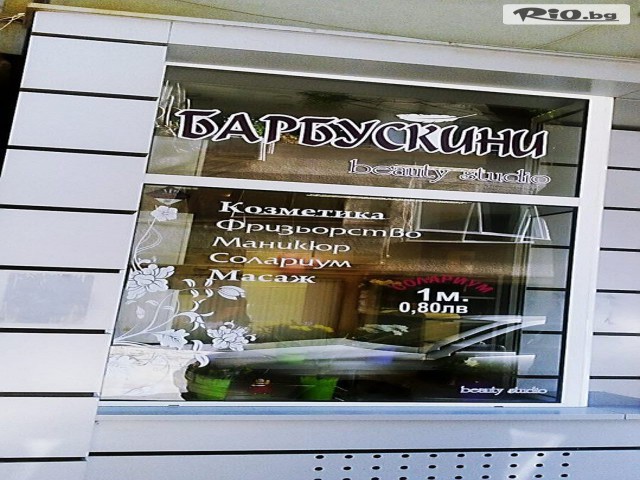 RiO.bg
БАРБУСКИНИ
beauty studio
Козметика
Фризьорство
Маникюр
Солариум
Масаж
СОЛАРИУМ
1м.
0,80лв
beauty studio